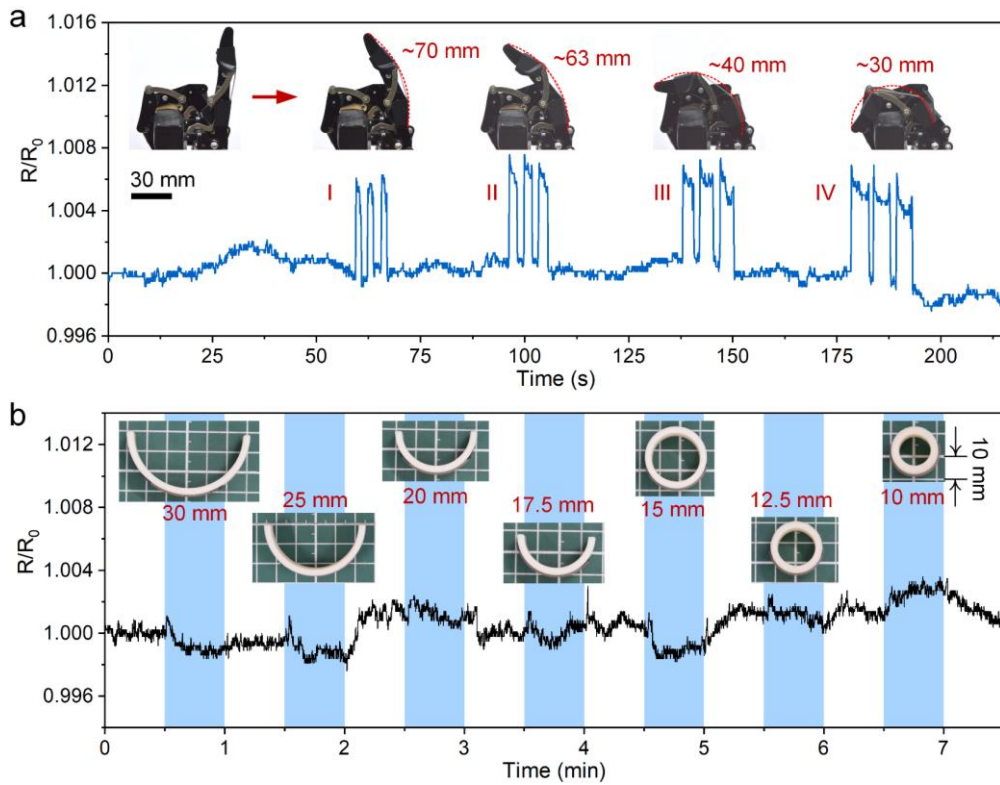 a
1.016
1.012
1.008
1.004
1.000
0.996
R/R0
~70 mm
~63 mm
~40 mm
~30 mm
30 mm
I
II
III
IV
0 25 50 75 100 125 150 175 200
Time (s)
b
1.012
1.008
1.004
1.000
0.996
R/R0
30 mm
25 mm
20 mm
17.5 mm
15 mm
12.5 mm
10 mm
10 mm
0 1 2 3 4 5 6 7
Time (min)